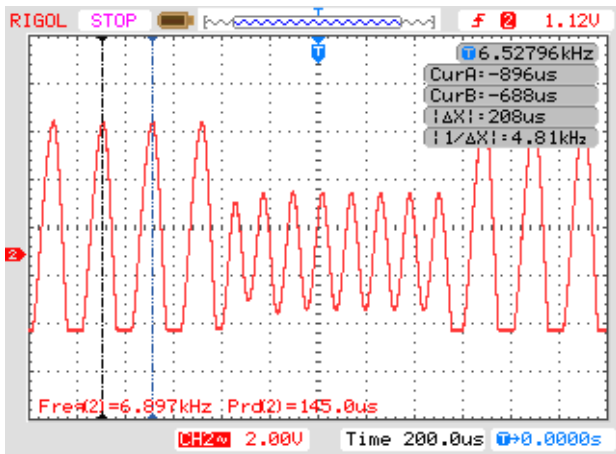 RIGOL STOP T f 2 1.12V
T
T 6.52796kHz
CurA:-896us
CurB:-688us
|ΔX|:208us
|1/ΔX|:4.81kHz
2
Freq(2)=6.897kHz Prd(2)=145.0us
CH2~ 2.00V Time 200.0us T→0.0000s